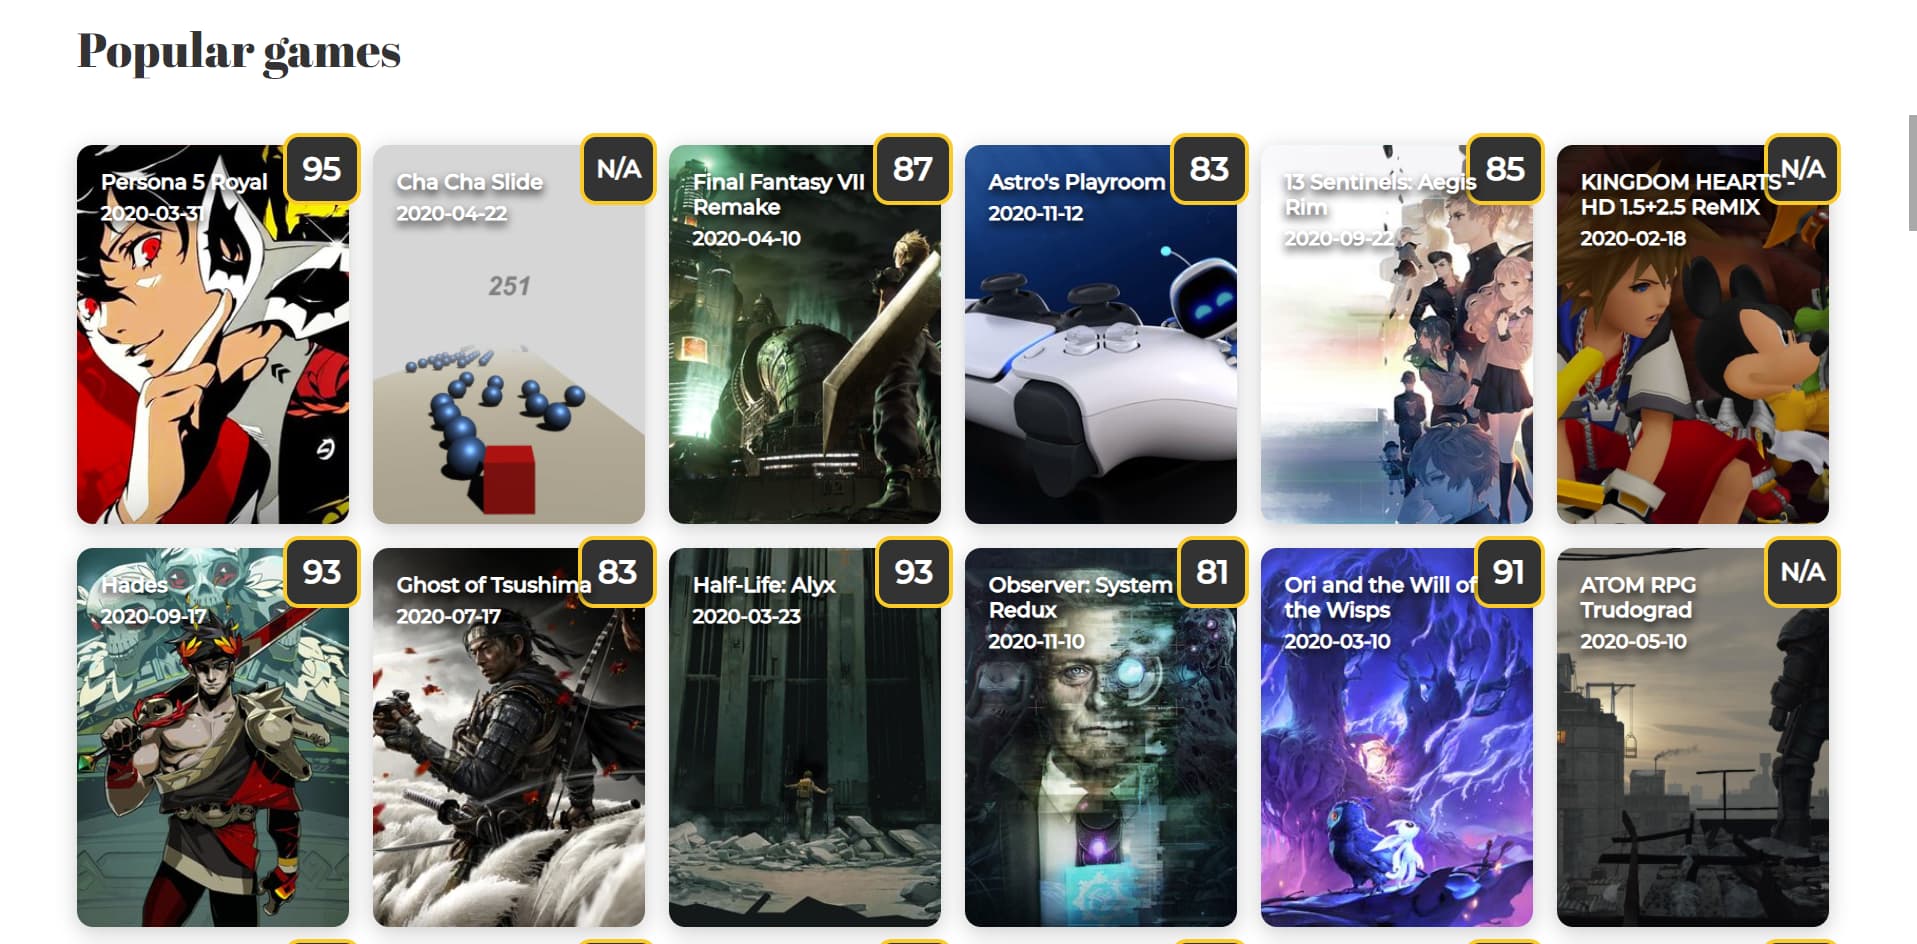 Popular games
Persona 5 Royal
2020-03-31
95
Cha Cha Slide
2020-04-22
N/A
251
Final Fantasy VII
Remake
2020-04-10
87
Astro's Playroom
2020-11-12
83
13 Sentinels: Aegis
Rim
2020-09-22
85
KINGDOM HEARTS -
HD 1.5+2.5 ReMIX
2020-02-18
N/A
Hades
2020-09-17
93
Ghost of Tsushima
2020-07-17
83
Half-Life: Alyx
2020-03-23
93
Observer: System
Redux
2020-11-10
81
Ori and the Will of
the Wisps
2020-03-10
91
ATOM RPG
Trudograd
2020-05-10
N/A